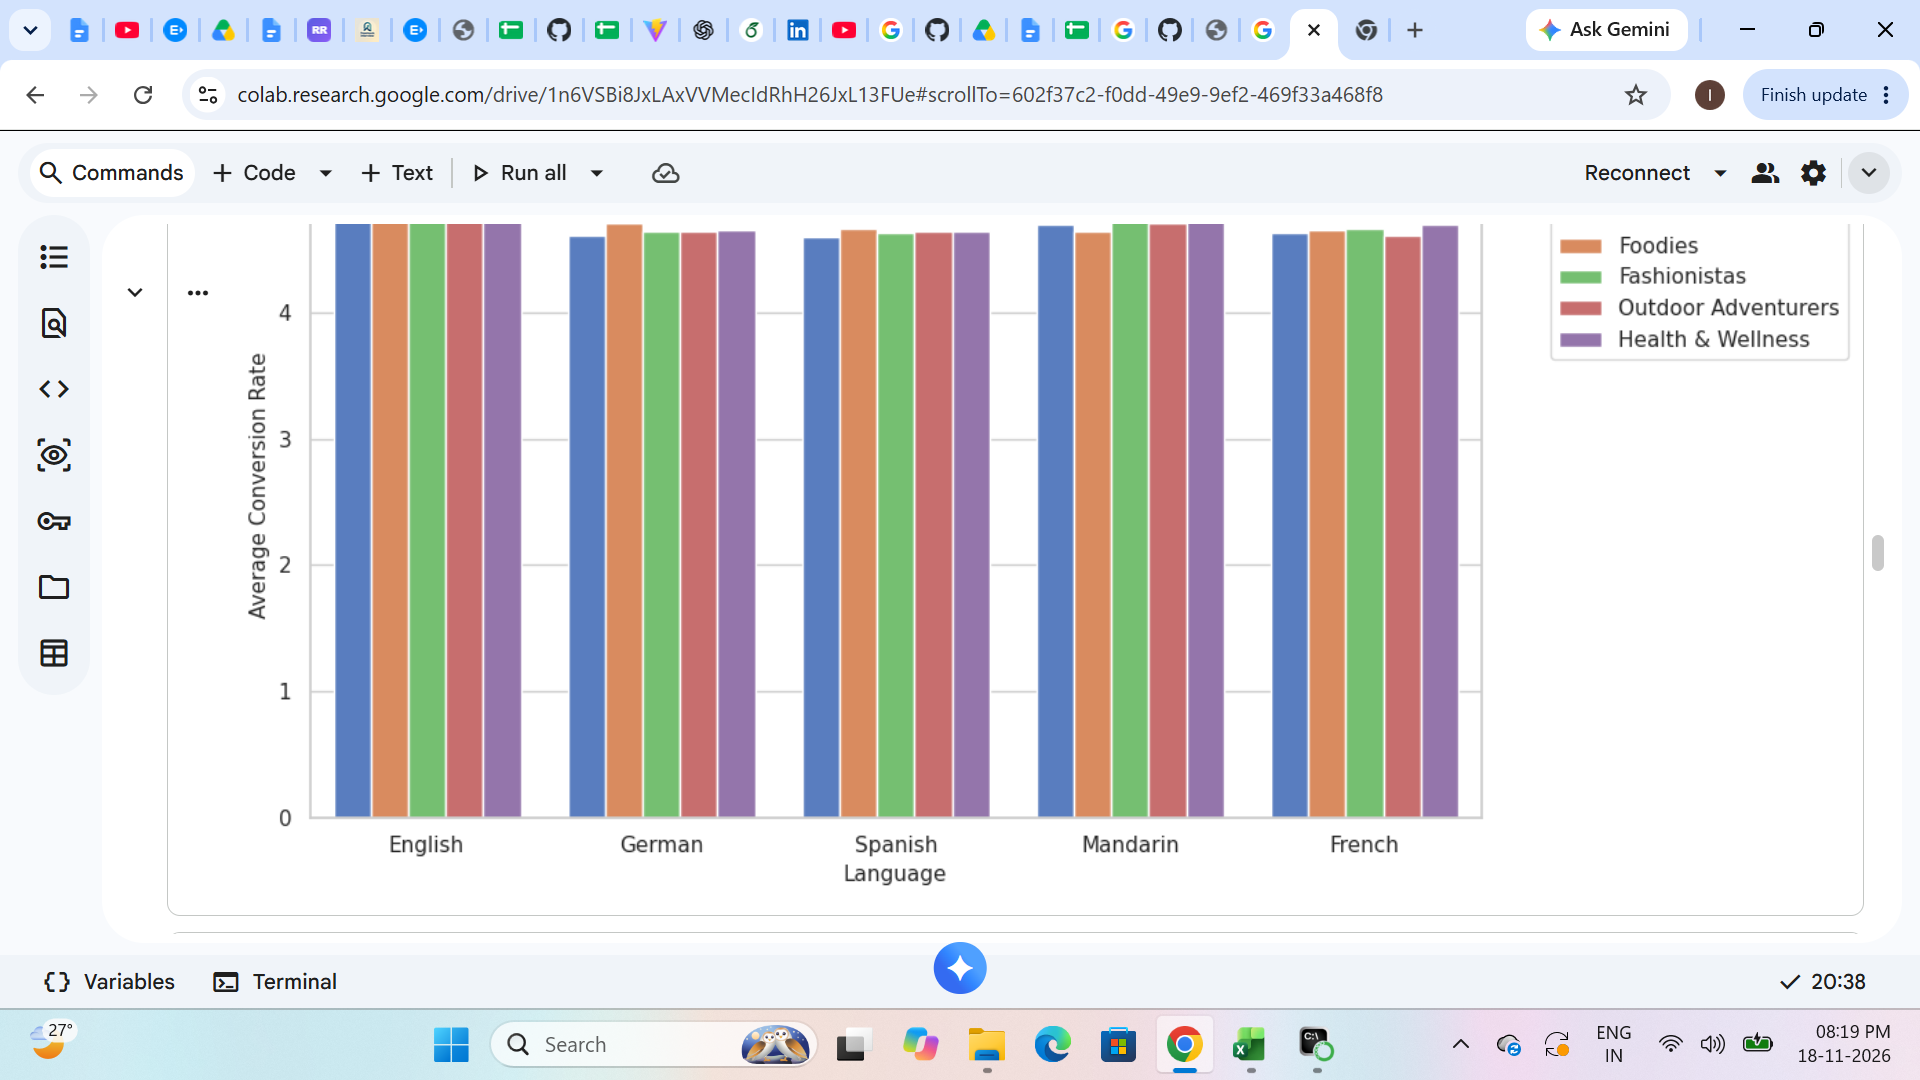 RR
Ask Gemini
colab.research.google.com/drive/1n6VSBi8JxLAxVVMecIdRhH26JxL13FUe#scrollTo=602f37c2-f0dd-49e9-9ef2-469f33a468f8
I
Finish update
Commands
Code
Text
Run all
Reconnect
Foodies
Fashionistas
Outdoor Adventurers
Health & Wellness
4
3
2
1
0
Average Conversion Rate
English
German
Spanish
Mandarin
French
Language
Variables
Terminal
20:38
27°
Search
ENG
IN
08:19 PM
18-11-2026